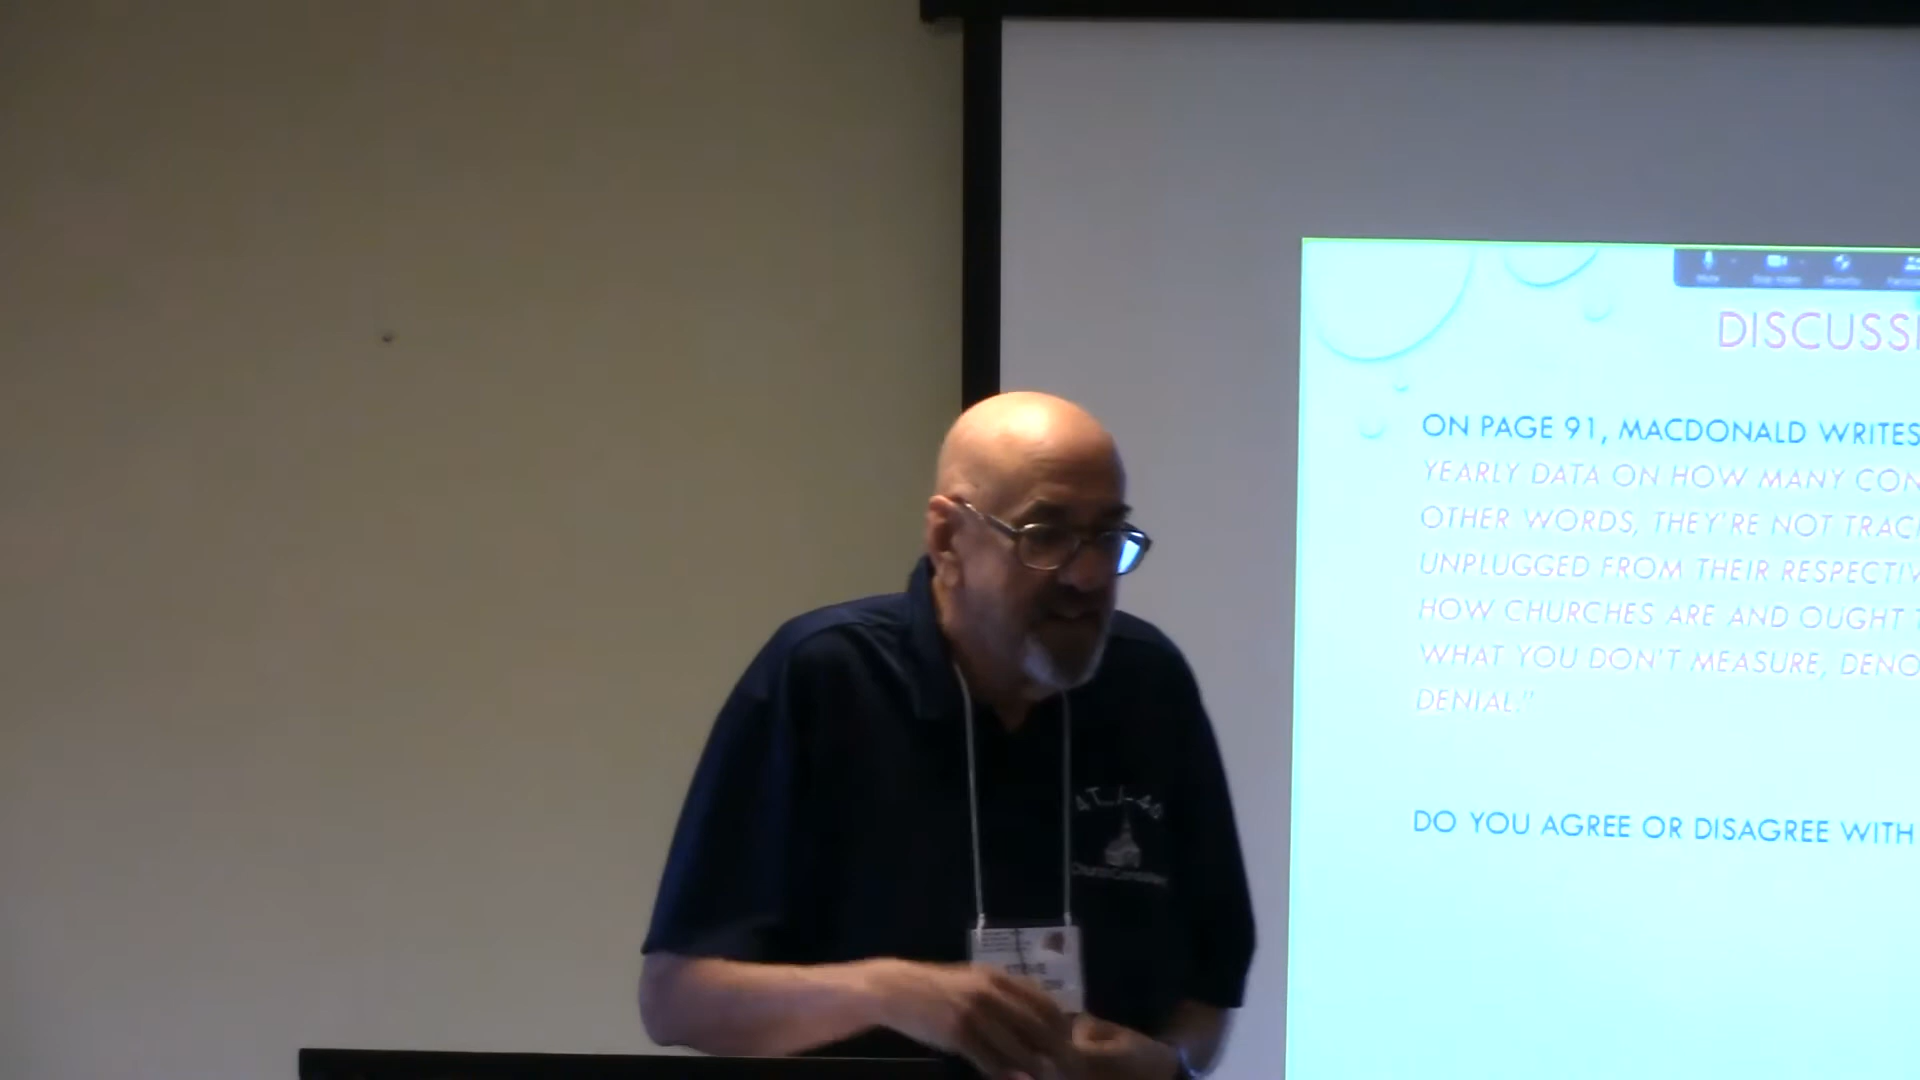 DISCUSSI
ON PAGE 91, MACDONALD WRITES
YEARLY DATA ON HOW MANY CON
OTHER WORDS, THEY'RE NOT TRAC
UNPLUGGED FROM THEIR RESPECTIV
HOW CHURCHES ARE AND OUGHT T
WHAT YOU DON'T MEASURE, DENO
DENIAL."
DO YOU AGREE OR DISAGREE WITH
STEVE